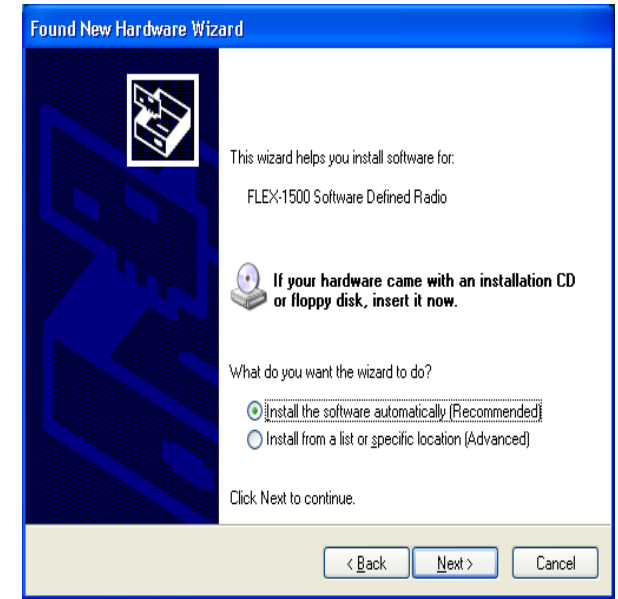 Found New Hardware Wizard
This wizard helps you install software for:
FLEX-1500 Software Defined Radio
If your hardware came with an installation CD
or floppy disk, insert it now.
What do you want the wizard to do?
Install the software automatically (Recommended)
Install from a list or specific location (Advanced)
Click Next to continue.
< Back Next > Cancel